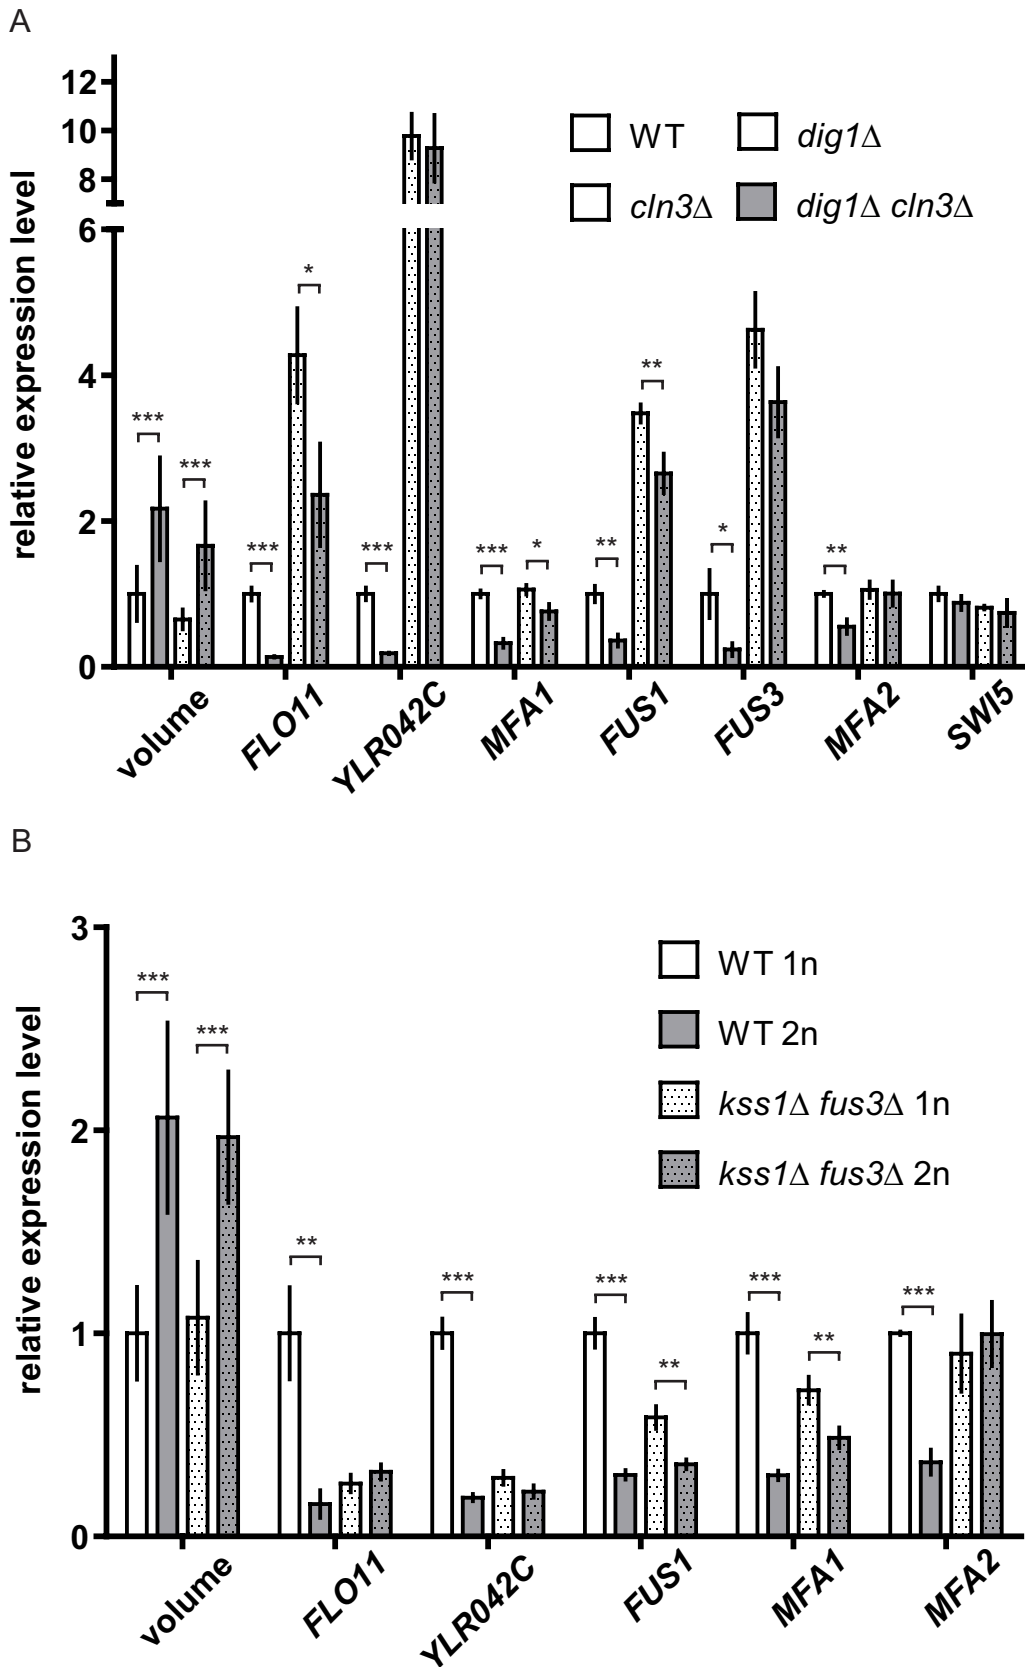 A
relative expression level
12
10
8
6
4
2
0
WT
dig1Δ
cln3Δ
dig1Δ cln3Δ
***
***
***
*
***
***
*
**
**
*
**
volume
FLO11
YLR042C
MFA1
FUS1
FUS3
MFA2
SWI5
B
relative expression level
3
2
1
0
WT 1n
WT 2n
kss1Δ fus3Δ 1n
kss1Δ fus3Δ 2n
***
***
**
***
***
**
***
**
***
volume
FLO11
YLR042C
FUS1
MFA1
MFA2